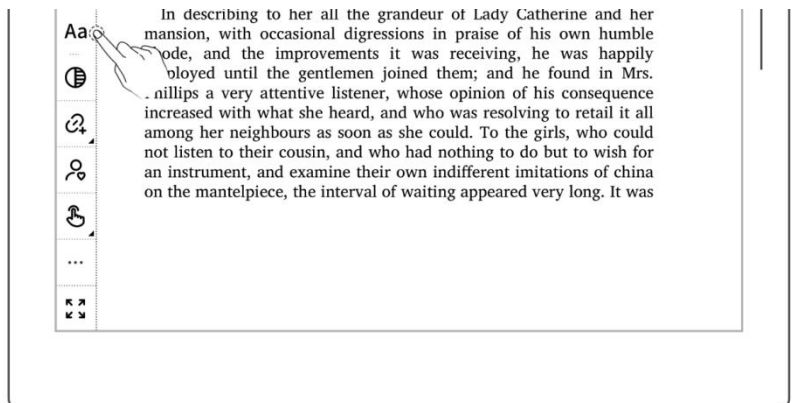 Aa
In describing to her all the grandeur of Lady Catherine and her
mansion, with occasional digressions in praise of his own humble
ode, and the improvements it was receiving, he was happily
ployed until the gentlemen joined them; and he found in Mrs.
nillips a very attentive listener, whose opinion of his consequence
increased with what she heard, and who was resolving to retail it all
among her neighbours as soon as she could. To the girls, who could
not listen to their cousin, and who had nothing to do but to wish for
an instrument, and examine their own indifferent imitations of china
on the mantelpiece, the interval of waiting appeared very long. It was